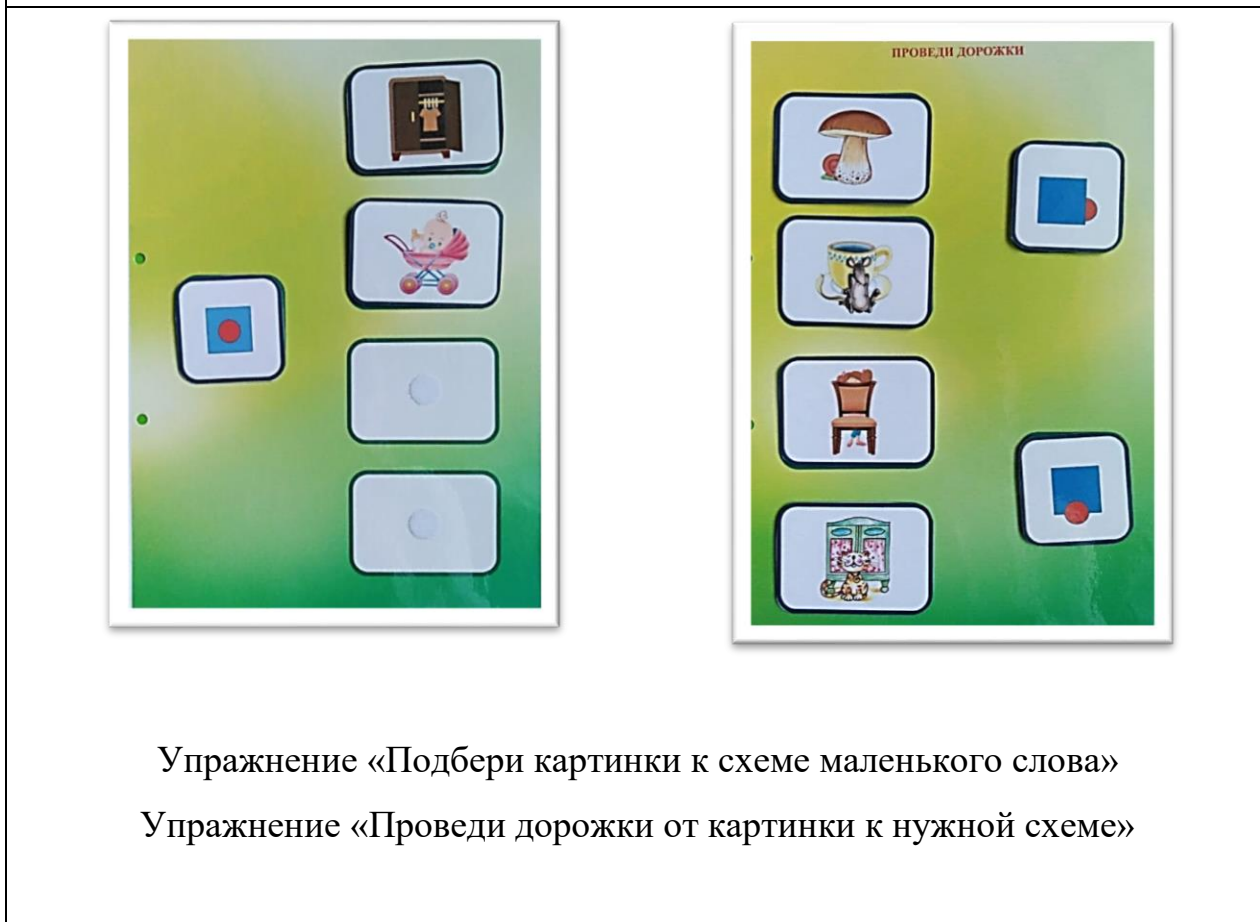 ПРОВЕДИ ДОРОЖКИ
Упражнение «Подбери картинки к схеме маленького слова»
Упражнение «Проведи дорожки от картинки к нужной схеме»